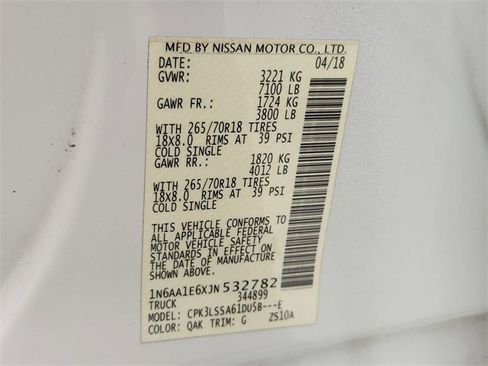 MFD BY NISSAN MOTOR CO., LTD.
DATE: 04/18
GVWR: 3221 KG
7100 LB
GAWR FR.: 1724 KG
3800 LB
WITH 265/70R18 TIRES
18x8.0 RIMS AT 39 PSI
COLD SINGLE
GAWR RR.: 1820 KG
4012 LB
WITH 265/70R18 TIRES
18x8.0 RIMS AT 39 PSI
COLD SINGLE
THIS VEHICLE CONFORMS TO
ALL APPLICABLE FEDERAL
MOTOR VEHICLE SAFETY
STANDARDS IN EFFECT ON
THE DATE OF MANUFACTURE
SHOWN ABOVE.
1N6AA1E6XJN532782
TRUCK 344899
MODEL: CPK3LSSA61DU5B---E
COLOR: QAK TRIM: G ZS10A